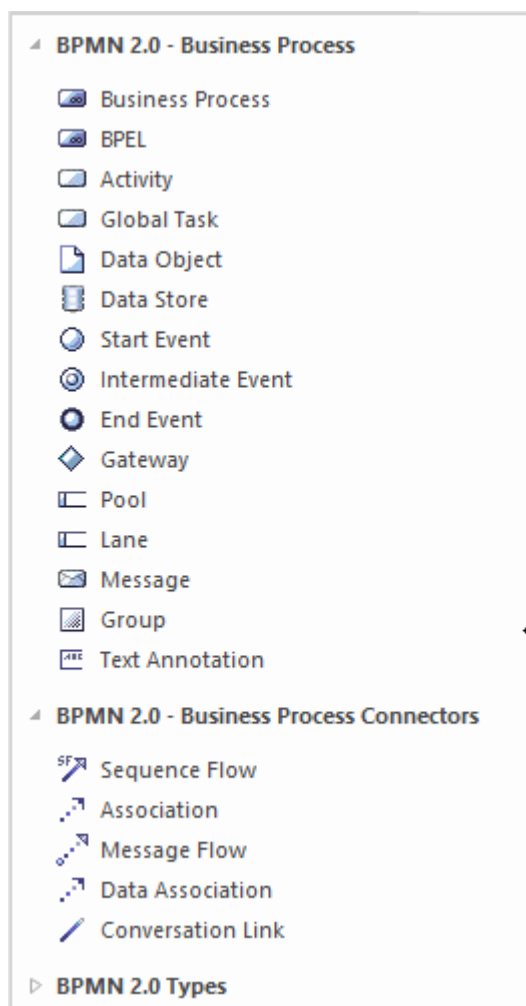 BPMN 2.0 - Business Process
Business Process
BPEL
Activity
Global Task
Data Object
Data Store
Start Event
Intermediate Event
End Event
Gateway
Pool
Lane
Message
Group
Text Annotation
BPMN 2.0 - Business Process Connectors
Sequence Flow
Association
Message Flow
Data Association
Conversation Link
BPMN 2.0 Types